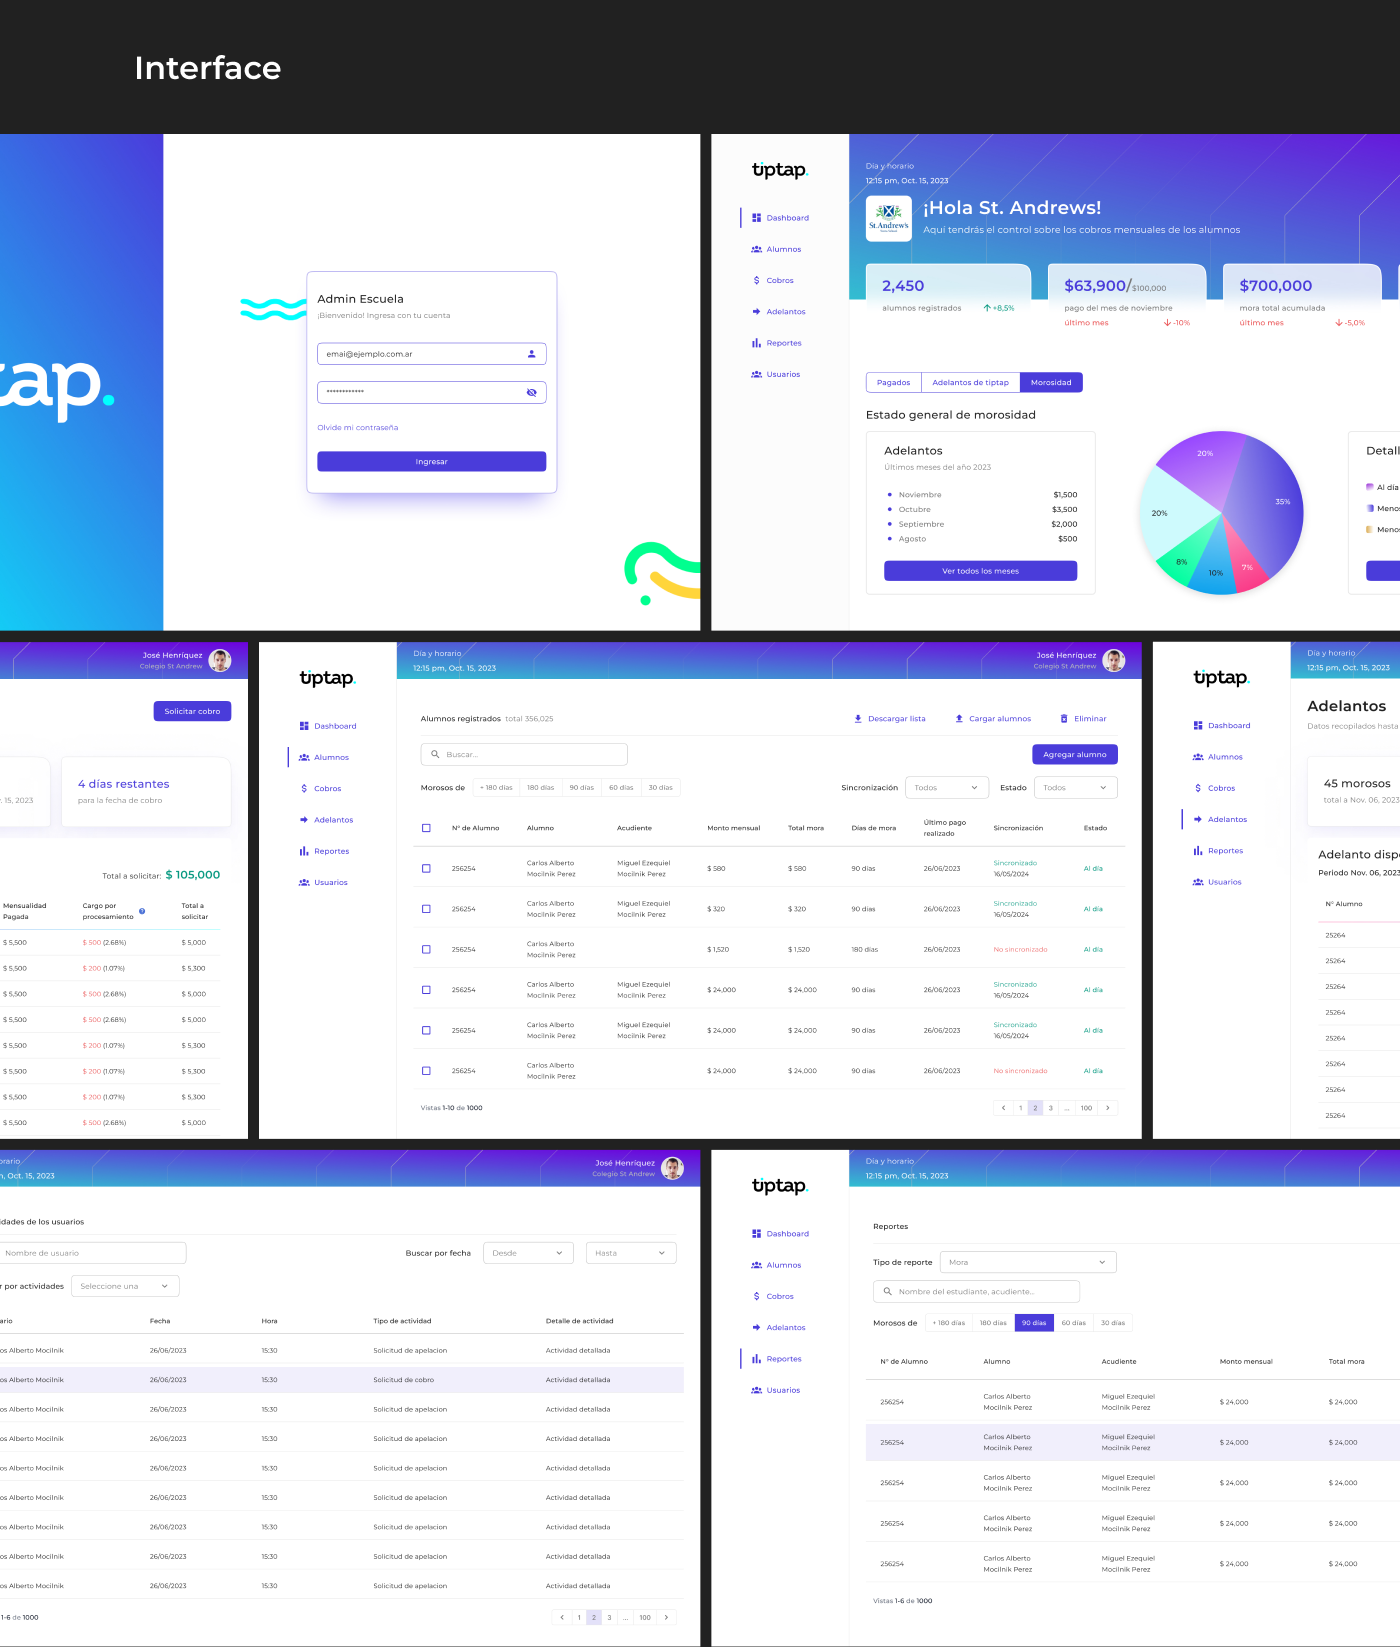 Interface
tap.
Admin Escuela
¡Bienvenido! Ingresa con tu cuenta
emai@ejemplo.com.ar
************
Olvide mi contraseña
Ingresar
tiptap.
Dashboard
Alumnos
Cobros
Adelantos
Reportes
Usuarios
Día y horario
12:15 pm, Oct. 15, 2023
St. Andrew's
¡Hola St. Andrews!
Aquí tendrás el control sobre los cobros mensuales de los alumnos
2,450
alumnos registrados +8,5%
$63,900/$100,000
pago del mes de noviembre
último mes -10%
$700,000
mora total acumulada
último mes -5,0%
Pagados Adelantos de tiptap Morosidad
Estado general de morosidad
Adelantos
Últimos meses del año 2023
Noviembre $1,500
Octubre $3,500
Septiembre $2,000
Agosto $500
Ver todos los meses
20%
35%
20%
8%
10%
7%
Detall
Al día
Meno
Meno
José Henríquez
Colegio St Andrew
Solicitar cobro
. 15, 2023
4 días restantes
para la fecha de cobro
Total a solicitar: $ 105,000
Mensualidad Pagada Cargo por procesamiento Total a solicitar
$ 5,500 $ 500 (2.68%) $ 5,000
$ 5,500 $ 200 (1.07%) $ 5,300
$ 5,500 $ 500 (2.68%) $ 5,000
$ 5,500 $ 500 (2.68%) $ 5,000
$ 5,500 $ 200 (1.07%) $ 5,300
$ 5,500 $ 200 (1.07%) $ 5,300
$ 5,500 $ 200 (1.07%) $ 5,300
$ 5,500 $ 500 (2.68%) $ 5,000
tiptap.
Dashboard
Alumnos
Cobros
Adelantos
Reportes
Usuarios
Día y horario
12:15 pm, Oct. 15, 2023
José Henríquez
Colegio St Andrew
Alumnos registrados total 356,025
Descargar lista Cargar alumnos Eliminar
Buscar...
Agregar alumno
Morosos de + 180 días 180 días 90 días 60 días 30 días
Sincronización Todos Estado Todos
N° de Alumno Alumno Acudiente Monto mensual Total mora Días de mora Último pago realizado Sincronización Estado
256254 Carlos Alberto Mocilnik Perez Miguel Ezequiel Mocilnik Perez $ 580 $ 580 90 días 26/06/2023 Sincronizado 16/05/2024 Al día
256254 Carlos Alberto Mocilnik Perez Miguel Ezequiel Mocilnik Perez $ 320 $ 320 90 días 26/06/2023 Sincronizado 16/05/2024 Al día
256254 Carlos Alberto Mocilnik Perez $ 1,520 $ 1,520 180 días 26/06/2023 No sincronizado Al día
256254 Carlos Alberto Mocilnik Perez Miguel Ezequiel Mocilnik Perez $ 24,000 $ 24,000 90 días 26/06/2023 Sincronizado 16/05/2024 Al día
256254 Carlos Alberto Mocilnik Perez Miguel Ezequiel Mocilnik Perez $ 24,000 $ 24,000 90 días 26/06/2023 Sincronizado 16/05/2024 Al día
256254 Carlos Alberto Mocilnik Perez $ 24,000 $ 24,000 90 días 26/06/2023 No sincronizado Al día
Vistas 1-10 de 1000
1 2 3 ... 100
tiptap.
Dashboard
Alumnos
Cobros
Adelantos
Reportes
Usuarios
Día y horario
12:15 pm, Oct. 15, 2023
Adelantos
Datos recopilados hasta
45 morosos
total a Nov. 06, 2023
Adelanto dispo
Periodo Nov. 06, 2023
N° Alumno
25264
25264
25264
25264
25264
25264
25264
25264
orario
n, Oct. 15, 2023
José Henríquez
Colegio St Andrew
idades de los usuarios
Nombre de usuario
Buscar por fecha Desde Hasta
r por actividades Seleccione una
ario Fecha Hora Tipo de actividad Detalle de actividad
os Alberto Mocilnik 26/06/2023 15:30 Solicitud de apelacion Actividad detallada
os Alberto Mocilnik 26/06/2023 15:30 Solicitud de cobro Actividad detallada
os Alberto Mocilnik 26/06/2023 15:30 Solicitud de apelacion Actividad detallada
os Alberto Mocilnik 26/06/2023 15:30 Solicitud de apelacion Actividad detallada
os Alberto Mocilnik 26/06/2023 15:30 Solicitud de apelacion Actividad detallada
os Alberto Mocilnik 26/06/2023 15:30 Solicitud de apelacion Actividad detallada
os Alberto Mocilnik 26/06/2023 15:30 Solicitud de apelacion Actividad detallada
os Alberto Mocilnik 26/06/2023 15:30 Solicitud de apelacion Actividad detallada
os Alberto Mocilnik 26/06/2023 15:30 Solicitud de apelacion Actividad detallada
1-6 de 1000
1 2 3 ... 100
tiptap.
Dashboard
Alumnos
Cobros
Adelantos
Reportes
Usuarios
Día y horario
12:15 pm, Oct. 15, 2023
Reportes
Tipo de reporte Mora
Nombre del estudiante, acudiente...
Morosos de + 180 días 180 días 90 días 60 días 30 días
N° de Alumno Alumno Acudiente Monto mensual Total mora
256254 Carlos Alberto Mocilnik Perez Miguel Ezequiel Mocilnik Perez $ 24,000 $ 24,000
256254 Carlos Alberto Mocilnik Perez Miguel Ezequiel Mocilnik Perez $ 24,000 $ 24,000
256254 Carlos Alberto Mocilnik Perez Miguel Ezequiel Mocilnik Perez $ 24,000 $ 24,000
256254 Carlos Alberto Mocilnik Perez Miguel Ezequiel Mocilnik Perez $ 24,000 $ 24,000
256254 Carlos Alberto Mocilnik Perez Miguel Ezequiel Mocilnik Perez $ 24,000 $ 24,000
Vistas 1-6 de 1000